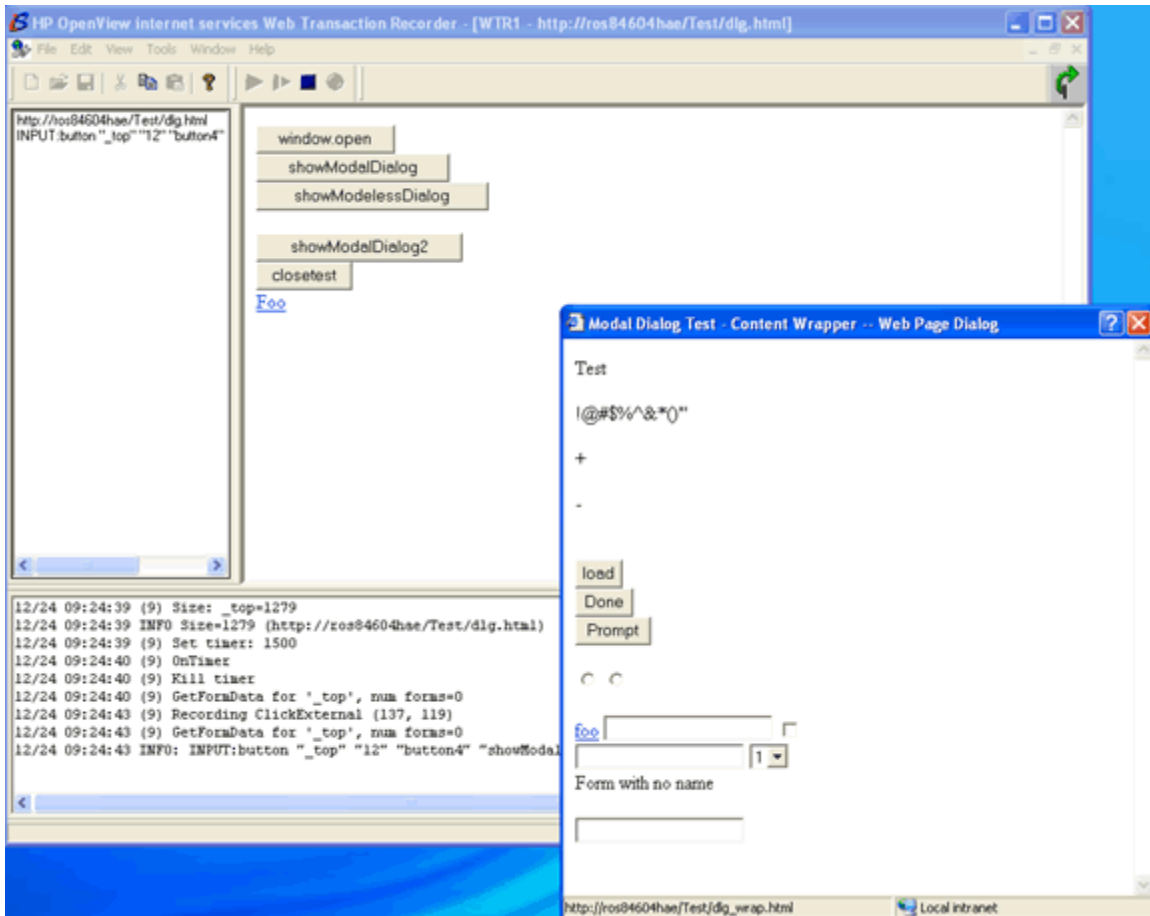 HP OpenView internet services Web Transaction Recorder - [WTR1 - http://ros84604hae/Test/dlg.html]
File Edit View Tools Window Help
http://ros84604hae/Test/dlg.html
INPUT:button "_top" "12" "button4"
window.open
showModalDialog
showModelessDialog
showModalDialog2
closetest
Foo
12/24 09:24:39 (9) Size: _top=1279
12/24 09:24:39 INFO Size=1279 (http://ros84604hae/Test/dlg.html)
12/24 09:24:39 (9) Set timer: 1500
12/24 09:24:40 (9) OnTimer
12/24 09:24:40 (9) Kill timer
12/24 09:24:40 (9) GetFormData for '_top', num forms=0
12/24 09:24:43 (9) Recording ClickExternal (137, 119)
12/24 09:24:43 (9) GetFormData for '_top', num forms=0
12/24 09:24:43 INFO: INPUT:button "_top" "12" "button4" "showModal
Modal Dialog Test - Content Wrapper -- Web Page Dialog
Test
!@#$%^&*()"
+
-
load
Done
Prompt
foo
1
Form with no name
http://ros84604hae/Test/dlg_wrap.html Local intranet